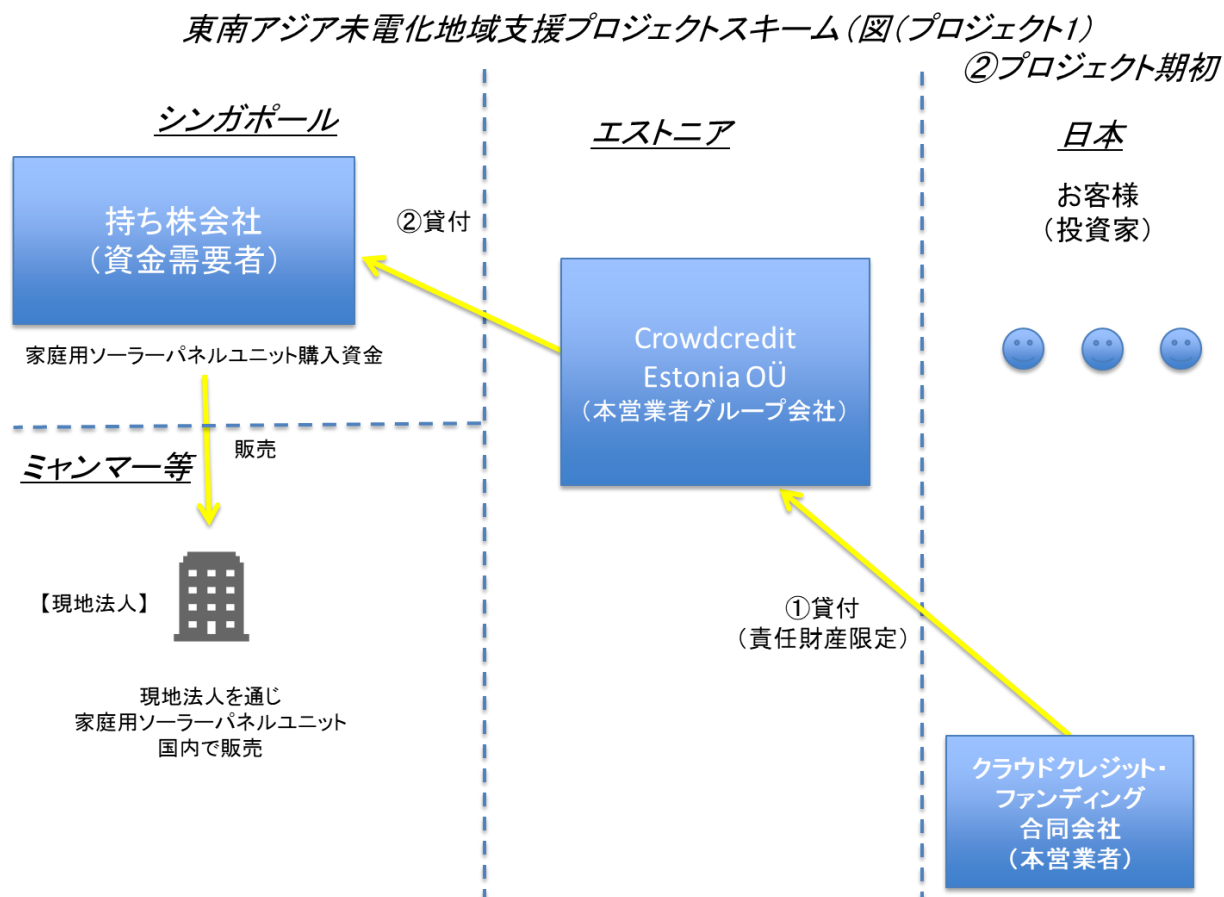 東南アジア未電化地域支援プロジェクトスキーム(図(プロジェクト1)
②プロジェクト期初
シンガポール
持ち株会社
(資金需要者)
家庭用ソーラーパネルユニット購入資金
②貸付
販売
ミャンマー等
【現地法人】
現地法人を通じ
家庭用ソーラーパネルユニット
国内で販売
エストニア
Crowdcredit
Estonia OÜ
(本営業者グループ会社)
①貸付
(責任財産限定)
日本
お客様
(投資家)
クラウドクレジット・
ファンディング
合同会社
(本営業者)